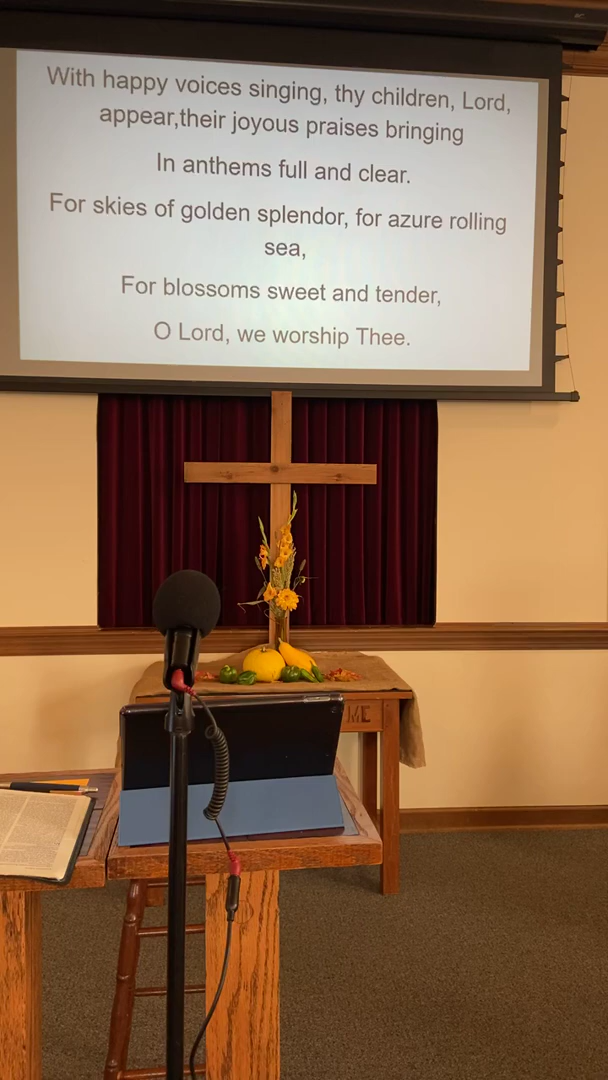 With happy voices singing, thy children, Lord,
appear,their joyous praises bringing
In anthems full and clear.
For skies of golden splendor, for azure rolling
sea,
For blossoms sweet and tender,
O Lord, we worship Thee.
ME